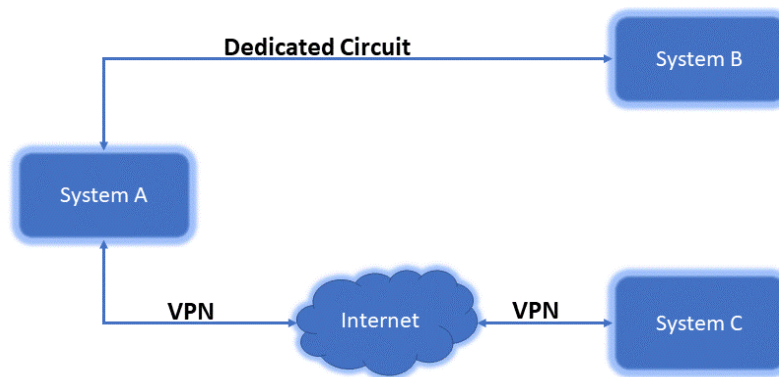 Dedicated Circuit
System B
System A
VPN
Internet
VPN
System C